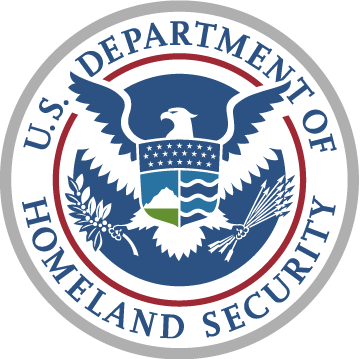 U.S. DEPARTMENT OF
HOMELAND SECURITY